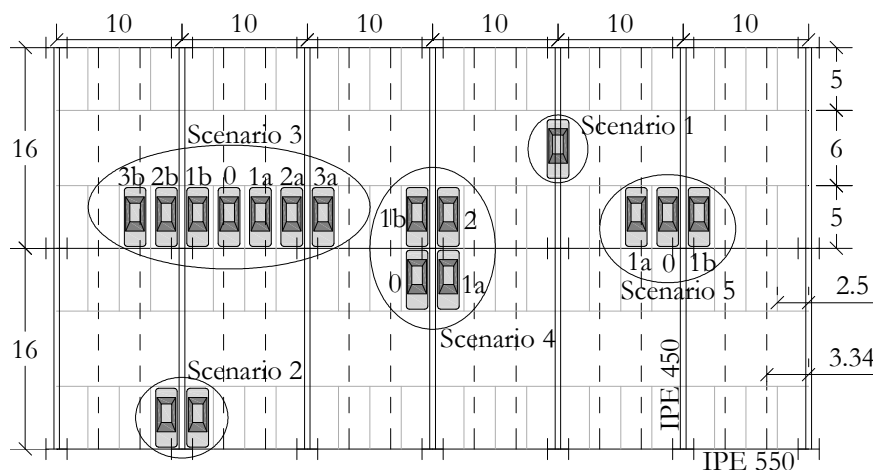 10 10 10 10 10 10
5
Scenario 1
Scenario 3
16
6
3b 2b 1b 0 1a 2a 3a
1b 2
5
0 1a
1a 0 1b
Scenario 5
2.5
Scenario 4
16
3.34
Scenario 2
IPE 450
IPE 550